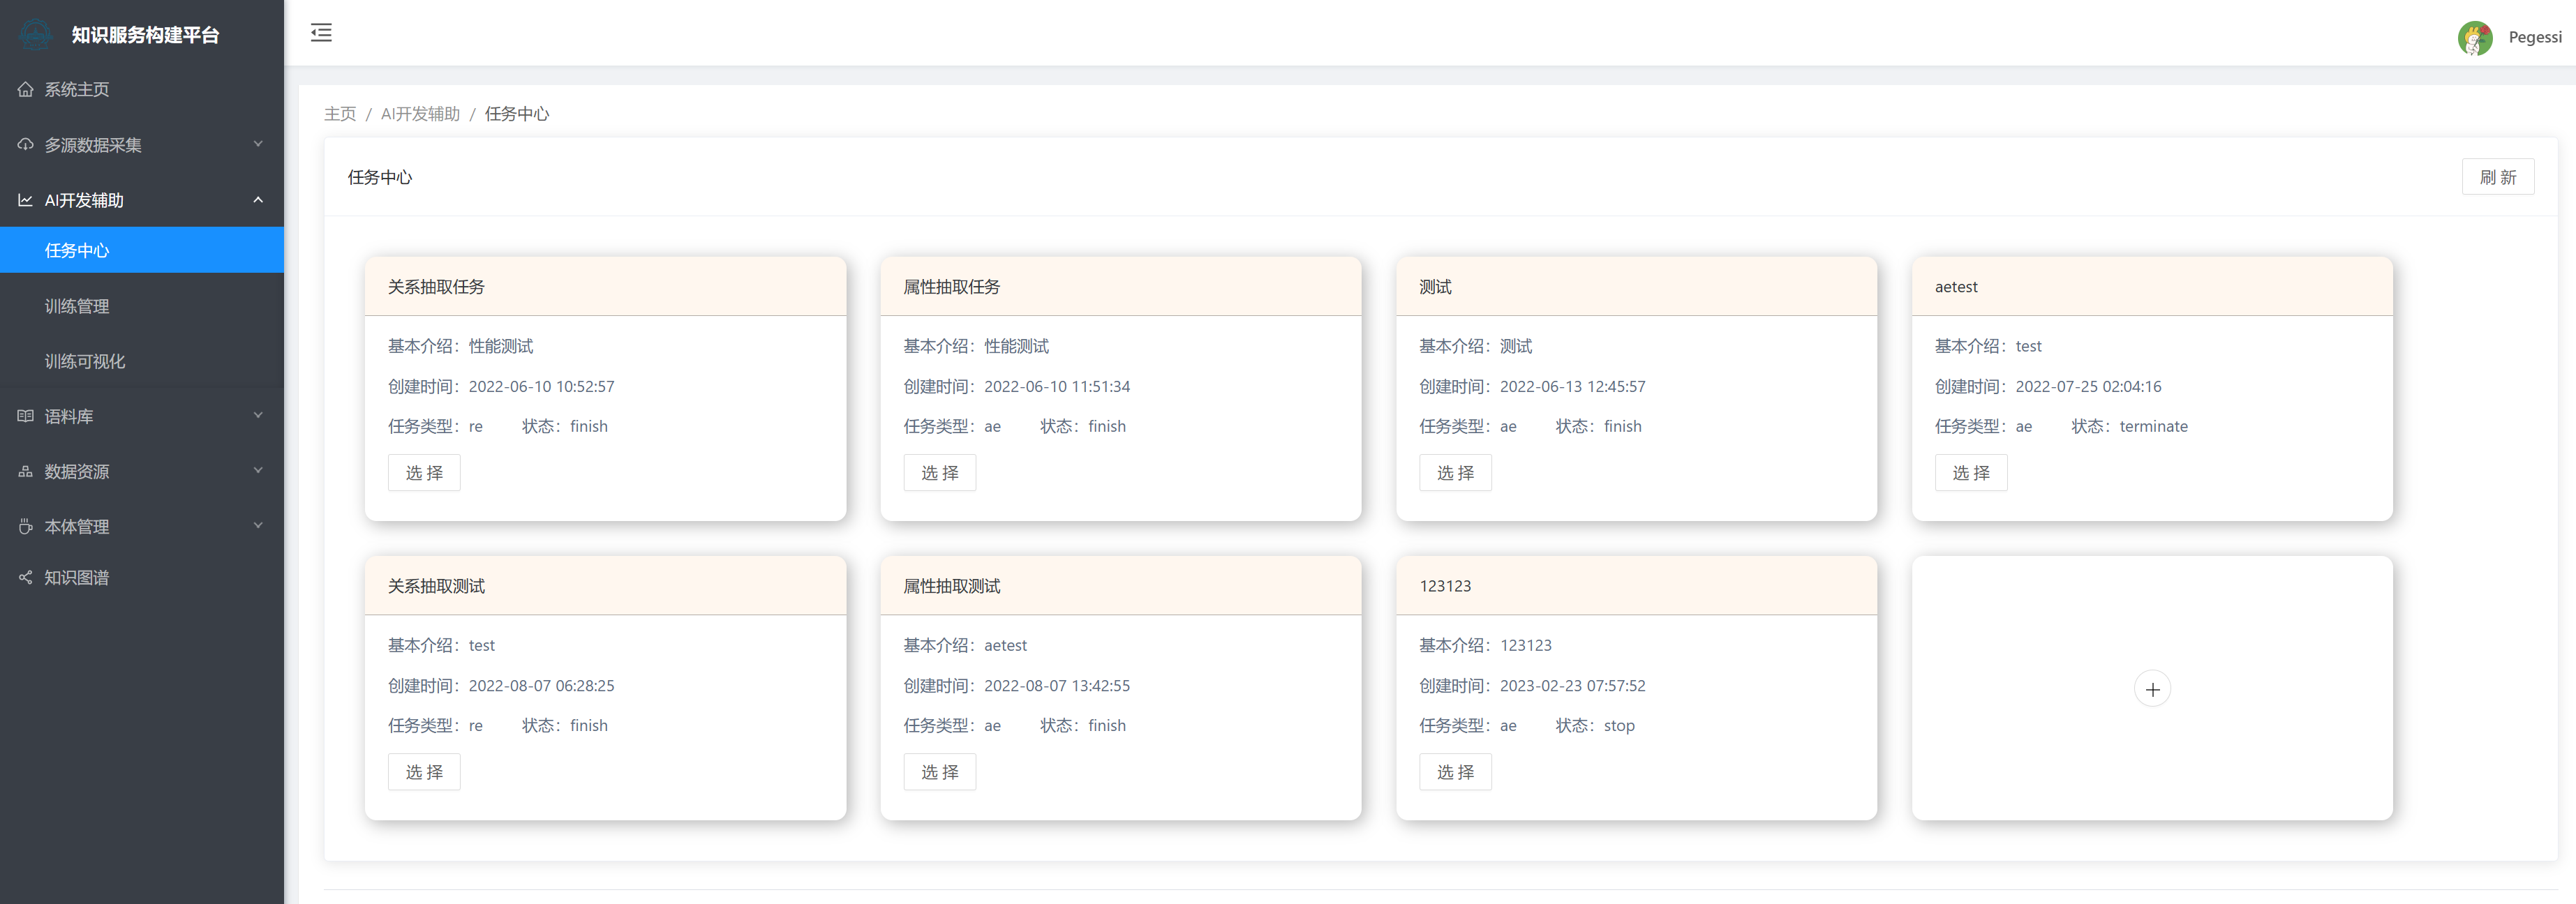 知识服务构建平台
Pegessi
系统主页
多源数据采集
AI开发辅助
任务中心
训练管理
训练可视化
语料库
数据资源
本体管理
知识图谱
主页 / AI开发辅助 / 任务中心
任务中心
刷 新
关系抽取任务
基本介绍：性能测试
创建时间：2022-06-10 10:52:57
任务类型：re 状态：finish
选 择
属性抽取任务
基本介绍：性能测试
创建时间：2022-06-10 11:51:34
任务类型：ae 状态：finish
选 择
测试
基本介绍：测试
创建时间：2022-06-13 12:45:57
任务类型：ae 状态：finish
选 择
aetest
基本介绍：test
创建时间：2022-07-25 02:04:16
任务类型：ae 状态：terminate
选 择
关系抽取测试
基本介绍：test
创建时间：2022-08-07 06:28:25
任务类型：re 状态：finish
选 择
属性抽取测试
基本介绍：aetest
创建时间：2022-08-07 13:42:55
任务类型：ae 状态：finish
选 择
123123
基本介绍：123123
创建时间：2023-02-23 07:57:52
任务类型：ae 状态：stop
选 择